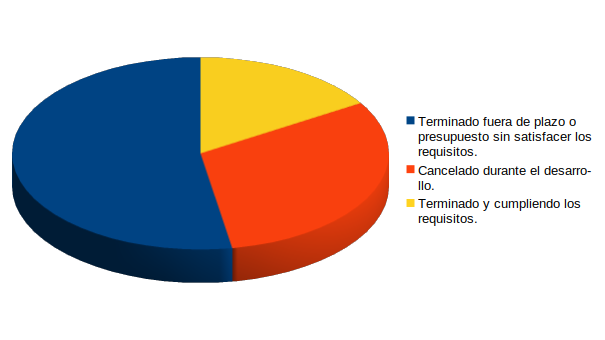 Terminado fuera de plazo o
presupuesto sin satisfacer los
requisitos.
Cancelado durante el desarro-
llo.
Terminado y cumpliendo los
requisitos.